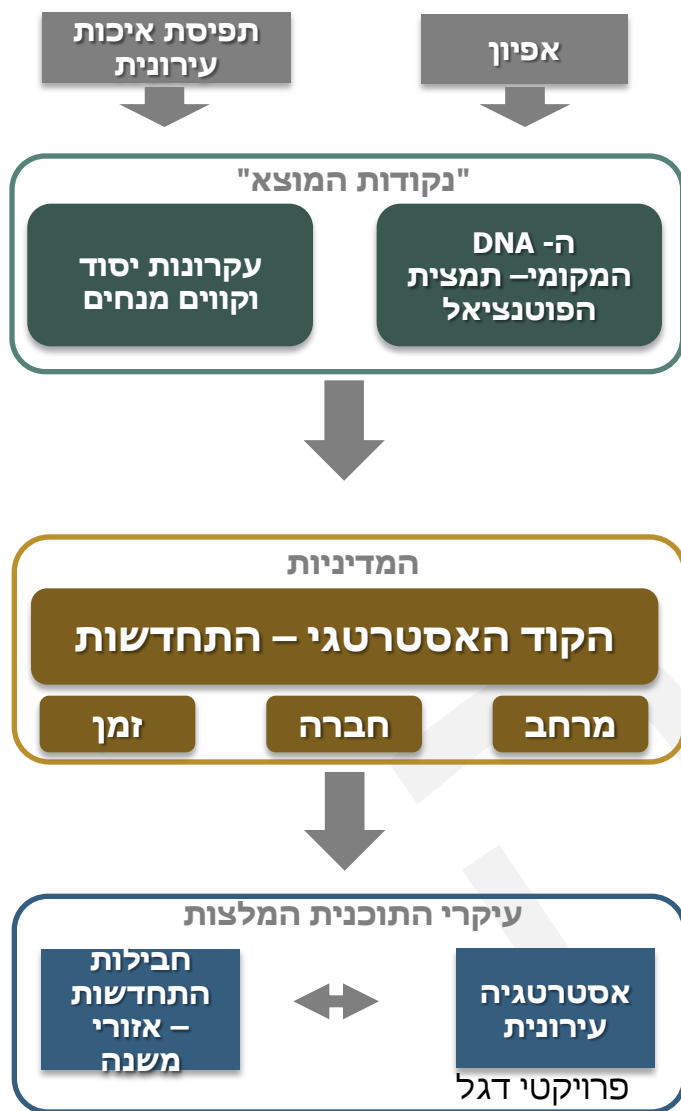 אפיון
תפיסת איכות
עירונית
"נקודות המוצא"
ה- DNA
המקומי– תמצית
הפוטנציאל
עקרונות יסוד
וקווים מנחים
המדיניות
הקוד האסטרטגי – התחדשות
מרחב
חברה
זמן
עיקרי התוכנית המלצות
אסטרטגיה
עירונית
פרויקטי דגל
חבילות
התחדשות
– אזורי
משנה